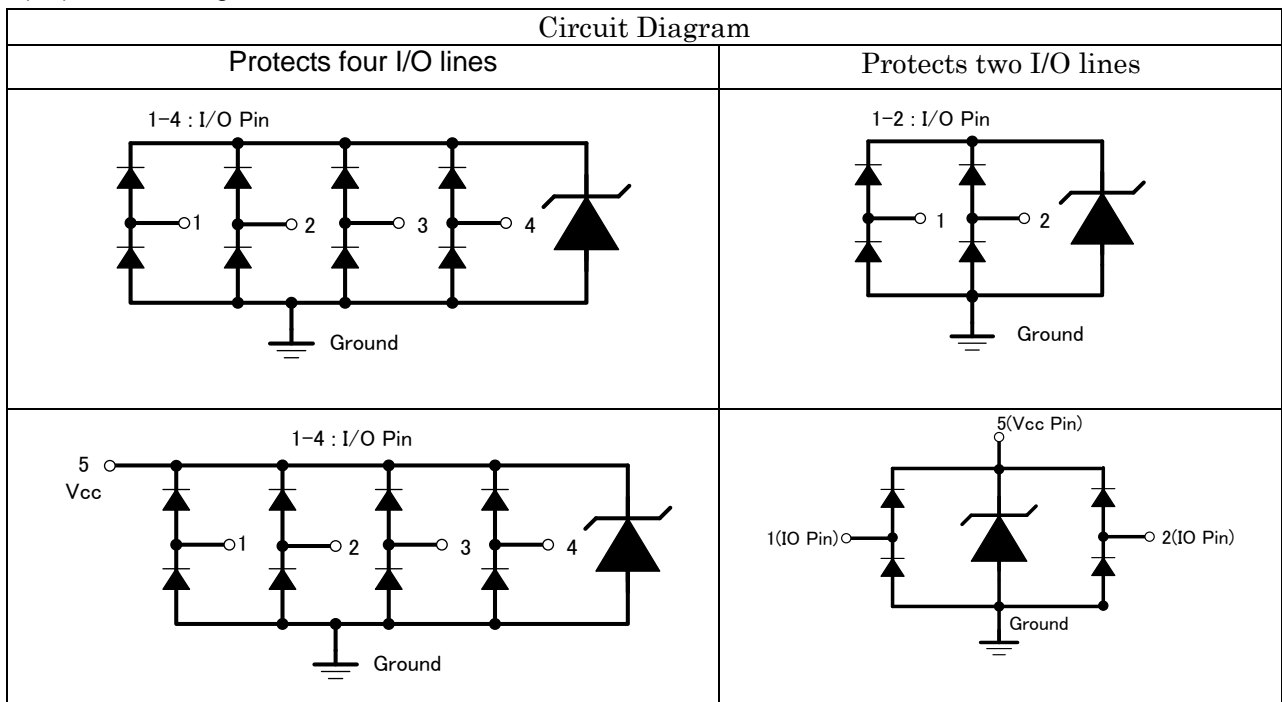 Circuit Diagram
Protects four I/O lines
Protects two I/O lines
1-4 : I/O Pin
1
2
3
4
Ground
1-2 : I/O Pin
1
2
Ground
1-4 : I/O Pin
5
Vcc
1
2
3
4
Ground
5(Vcc Pin)
1(IO Pin)
2(IO Pin)
Ground